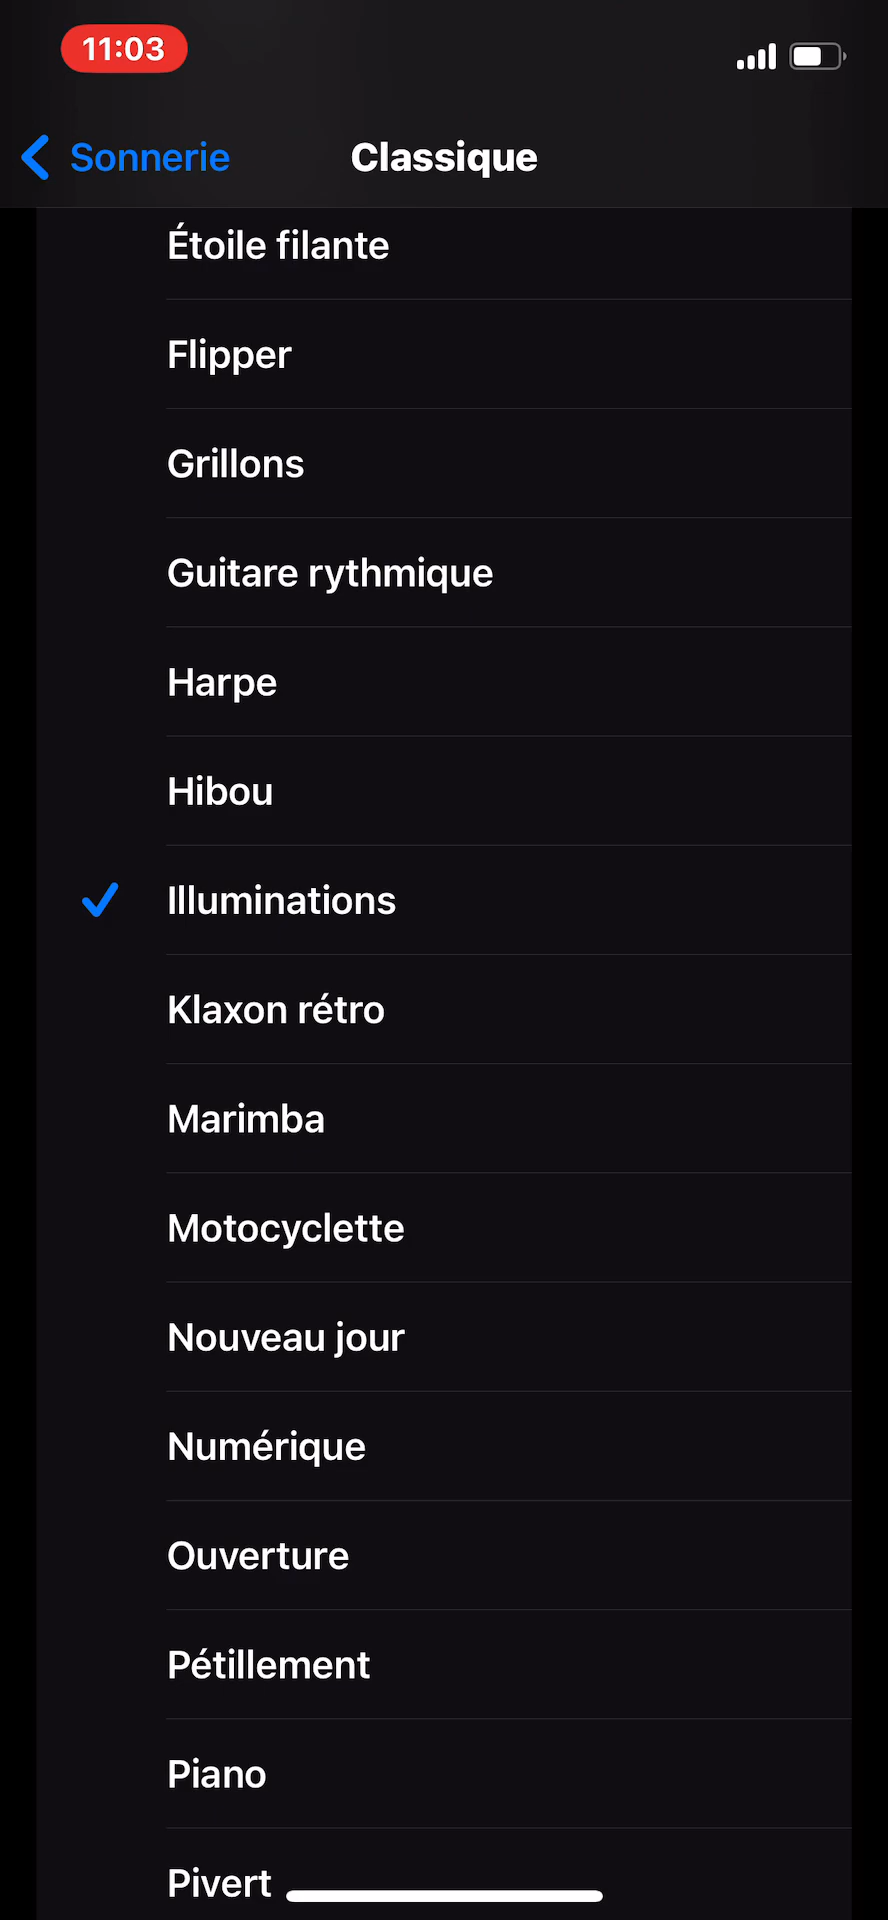 11:03
Sonnerie
Classique
Étoile filante
Flipper
Grillons
Guitare rythmique
Harpe
Hibou
Illuminations
Klaxon rétro
Marimba
Motocyclette
Nouveau jour
Numérique
Ouverture
Pétillement
Piano
Pivert